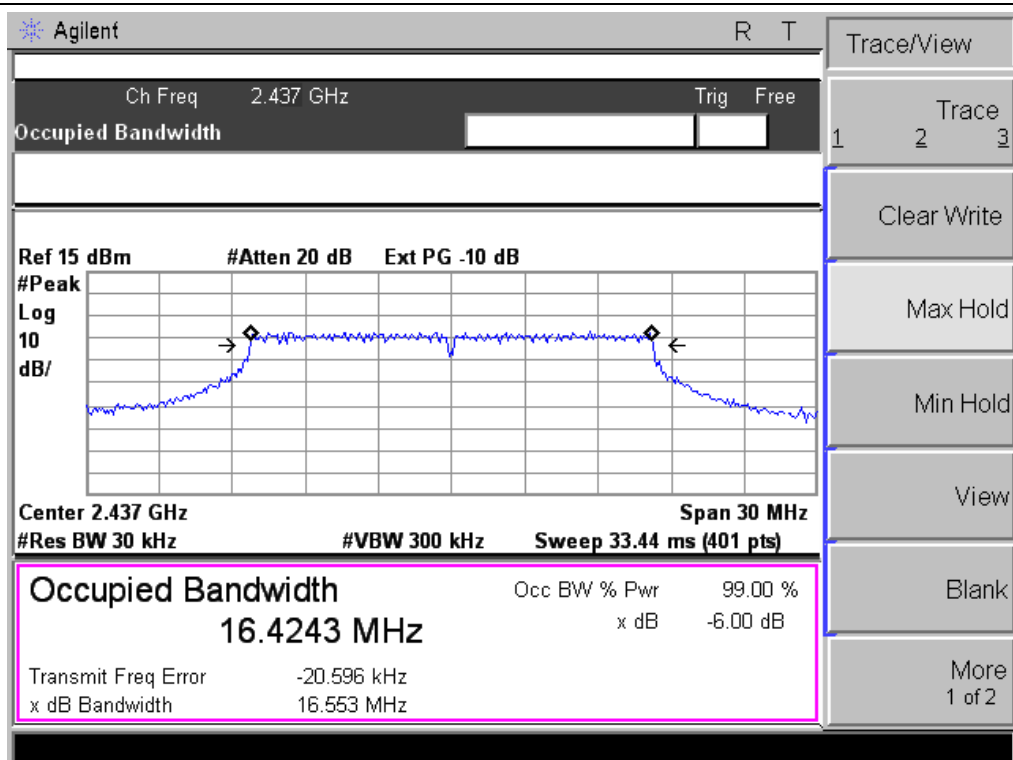 Agilent R T
Trace/View
Ch Freq 2.437 GHz Trig Free
Occupied Bandwidth
Trace
1 2 3
Clear Write
Ref 15 dBm #Atten 20 dB Ext PG -10 dB
#Peak
Log
10
dB/
Max Hold
Min Hold
Center 2.437 GHz Span 30 MHz
#Res BW 30 kHz #VBW 300 kHz Sweep 33.44 ms (401 pts)
View
Occupied Bandwidth Occ BW % Pwr 99.00 %
16.4243 MHz x dB -6.00 dB
Blank
Transmit Freq Error -20.596 kHz
x dB Bandwidth 16.553 MHz
More
1 of 2